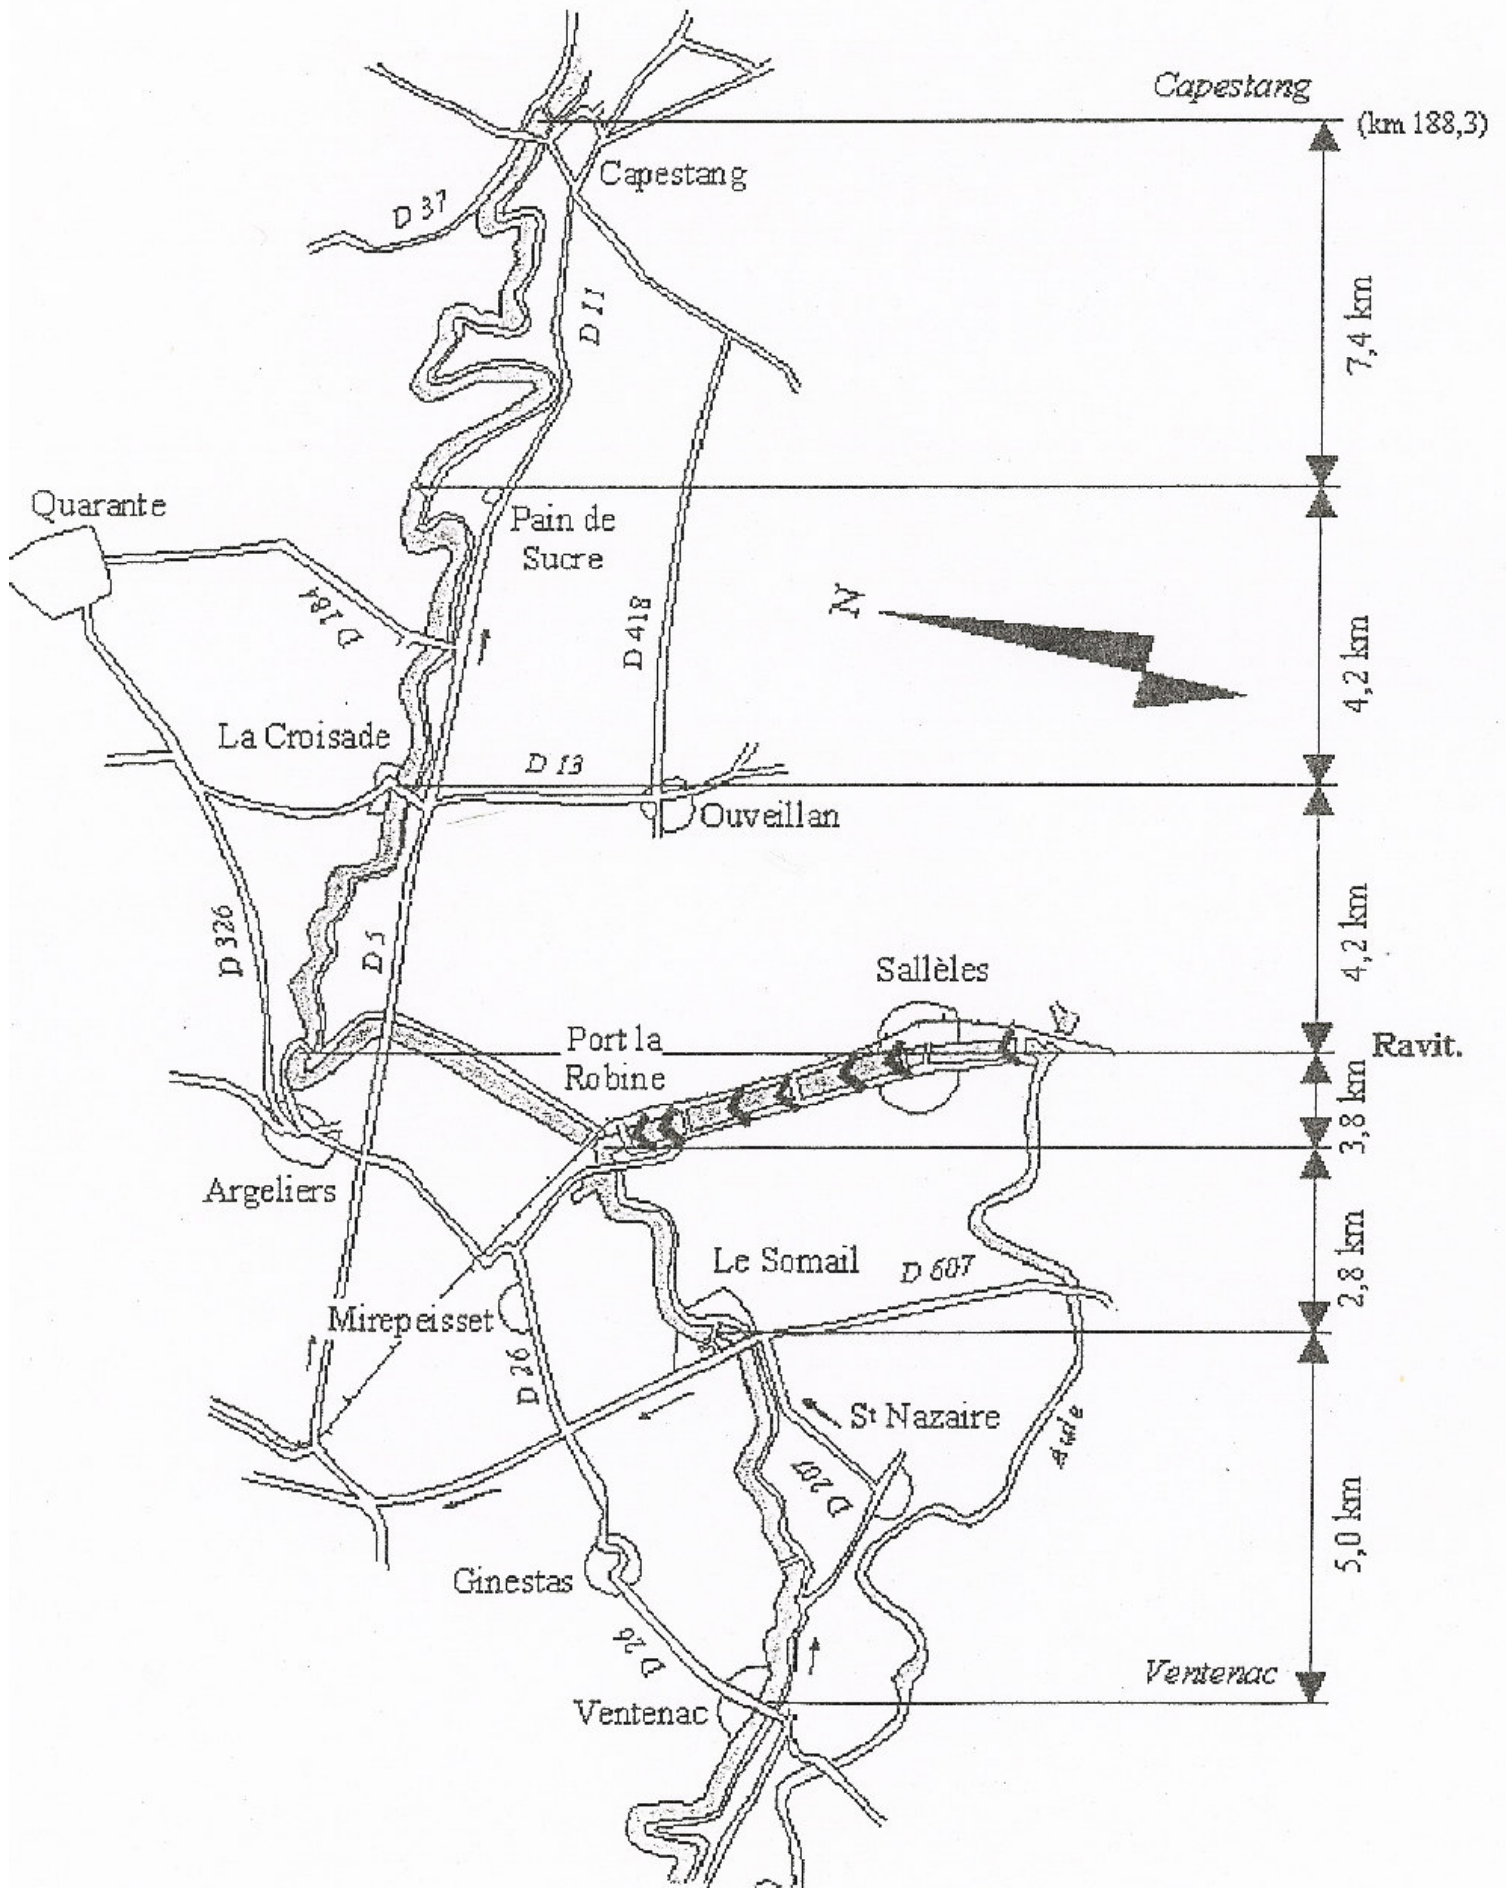 Capestang
(km 188,3)
Capestang
D 37
D 11
7,4 km
Quarante
Pain de
Sucre
D 184
D 418
N
4,2 km
La Croisade
D 13
Ouveillan
D 326
D 5
4,2 km
Sallèles
Port la
Robine
Ravit.
3,8 km
Argeliers
2,8 km
Le Somail
D 607
Mirepeisset
D 26
St Nazaire
Aude
D 207
5,0 km
Ginestas
D 26
Ventenac
Ventenac